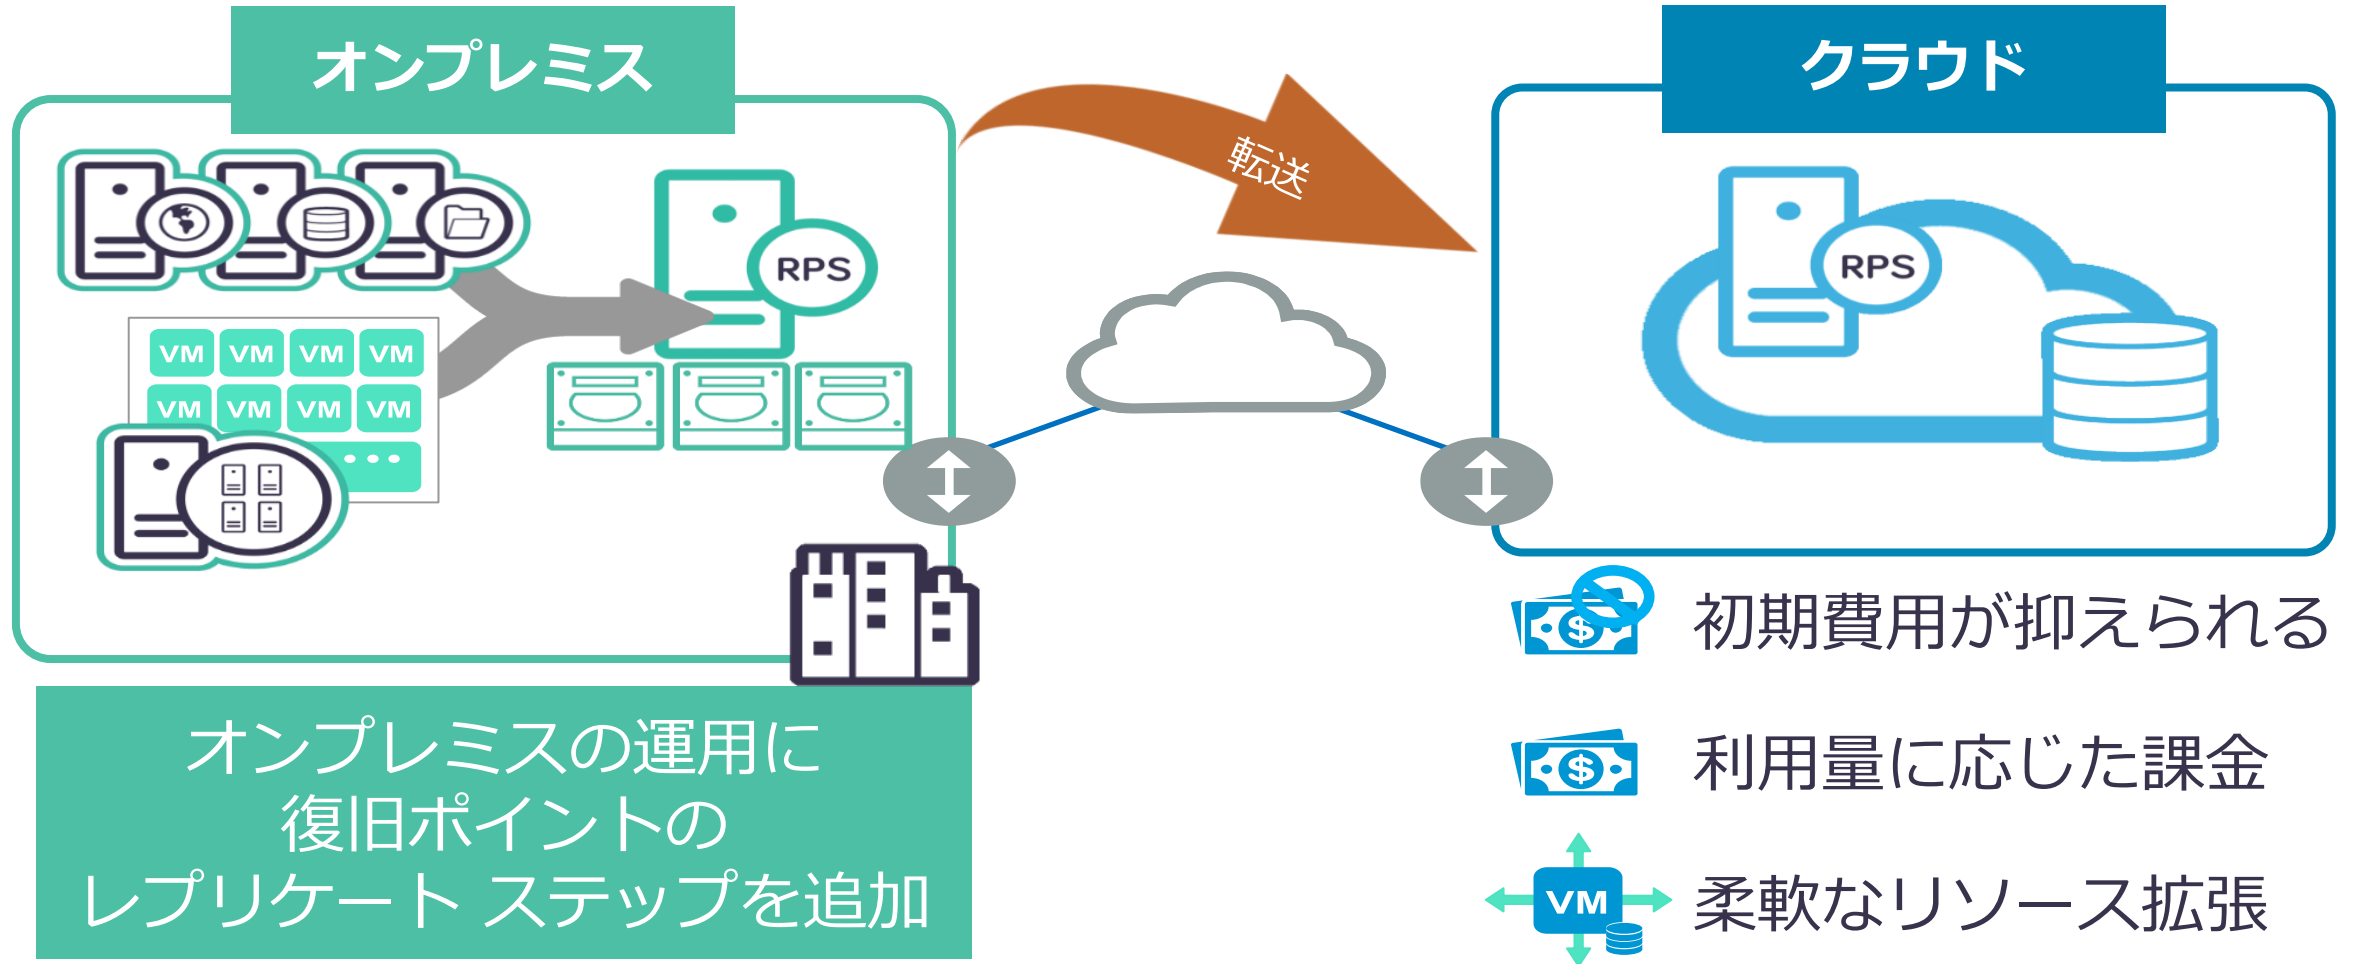 オンプレミス
クラウド
転送
RPS
RPS
VM VM VM VM
VM VM VM VM
オンプレミスの運用に
復旧ポイントの
レプリケート ステップを追加
初期費用が抑えられる
利用量に応じた課金
VM
柔軟なリソース拡張